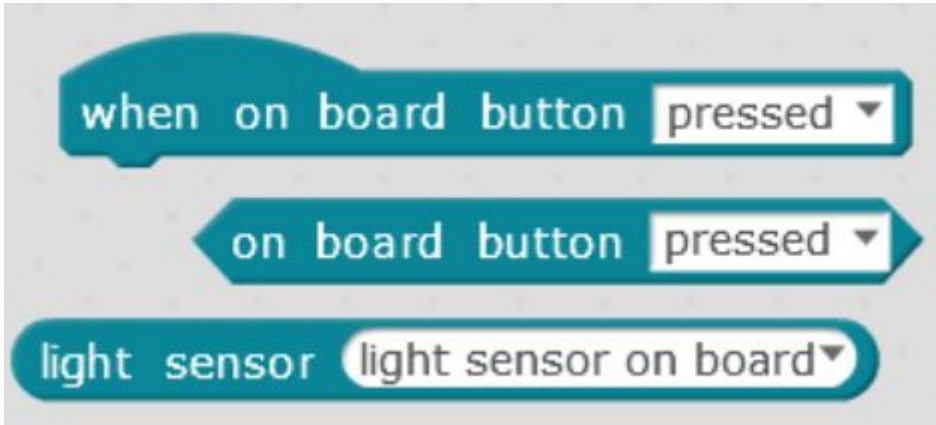 when on board button pressed
on board button pressed
light sensor light sensor on board